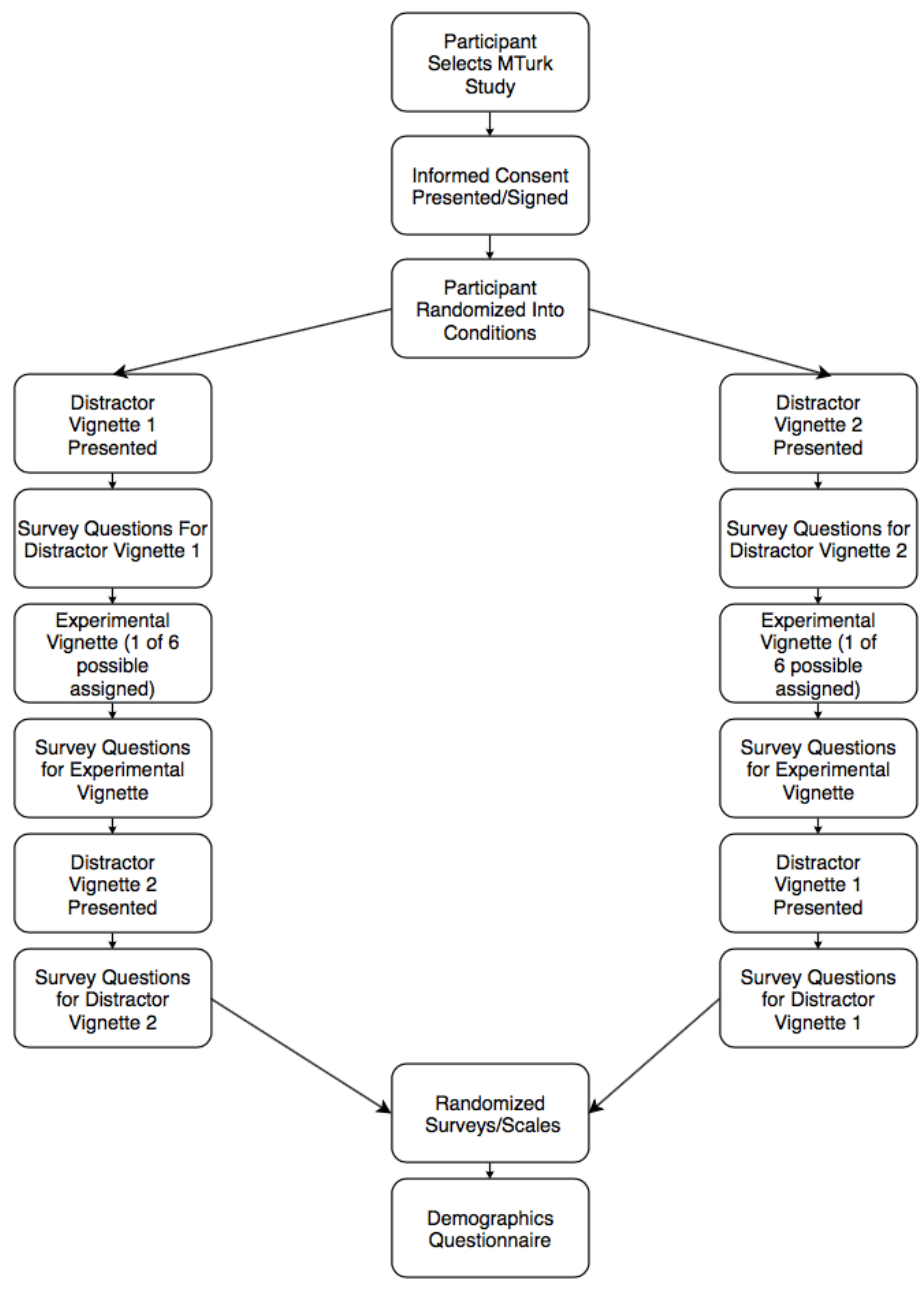 Participant
Selects MTurk
Study
Informed Consent
Presented/Signed
Participant
Randomized Into
Conditions
Distractor
Vignette 1
Presented
Survey Questions For
Distractor Vignette 1
Experimental
Vignette (1 of 6
possible
assigned)
Survey Questions
for Experimental
Vignette
Distractor
Vignette 2
Presented
Survey Questions
for Distractor
Vignette 2
Distractor
Vignette 2
Presented
Survey Questions for
Distractor Vignette 2
Experimental
Vignette (1 of
6 possible
assigned)
Survey Questions
for Experimental
Vignette
Distractor
Vignette 1
Presented
Survey Questions
for Distractor
Vignette 1
Randomized
Surveys/Scales
Demographics
Questionnaire